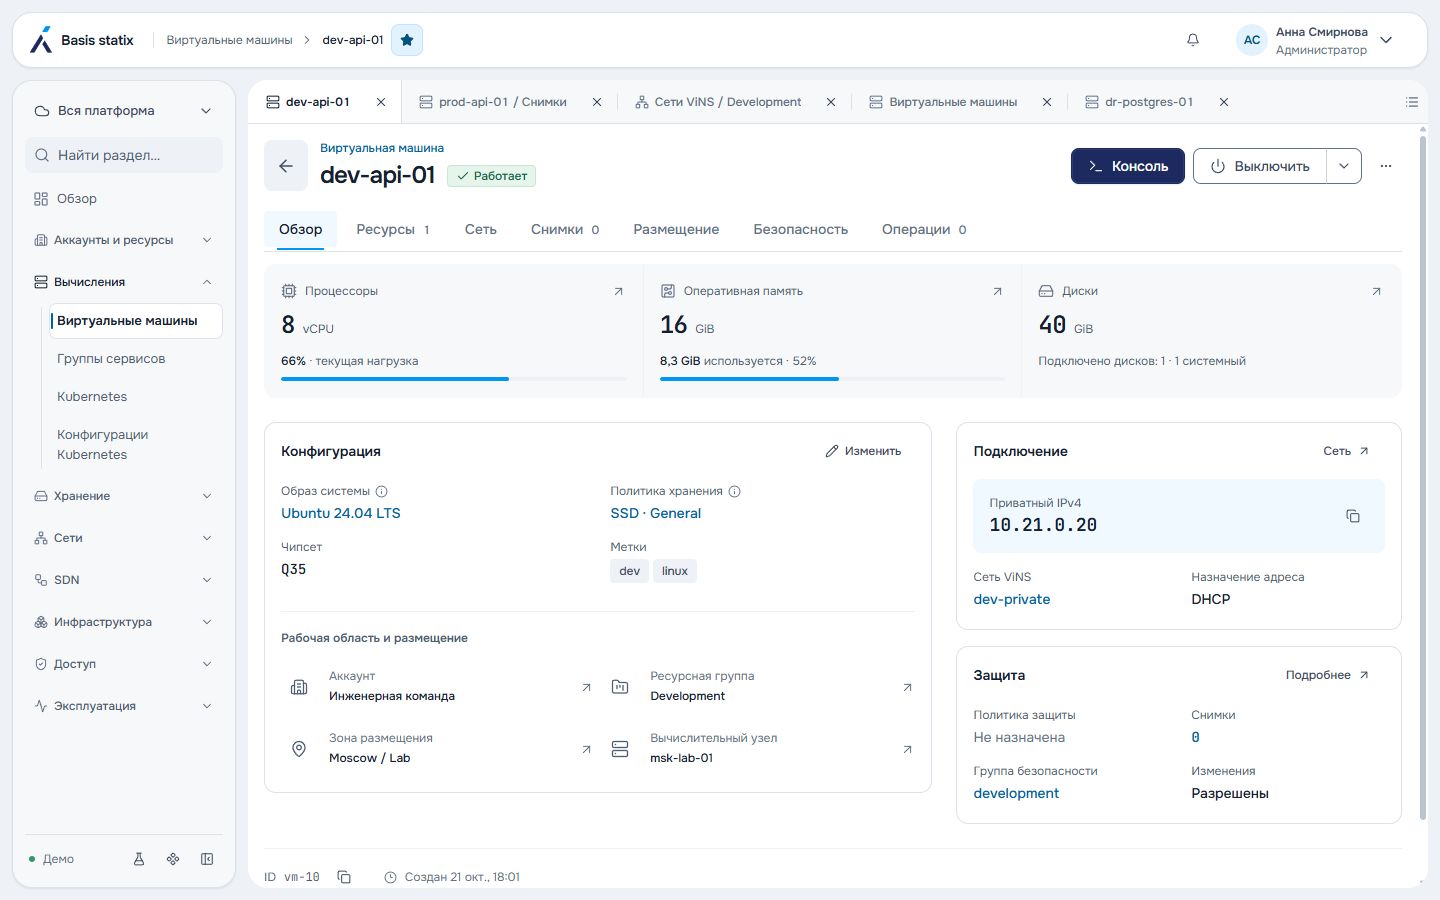 Basis statix
Виртуальные машины
dev-api-01
АС
Анна Смирнова
Администратор
Вся платформа
Найти раздел...
Обзор
Аккаунты и ресурсы
Вычисления
Виртуальные машины
Группы сервисов
Kubernetes
Конфигурации
Kubernetes
Хранение
Сети
SDN
Инфраструктура
Доступ
Эксплуатация
Демо
dev-api-01
prod-api-01 / Снимки
Сети ViNS / Development
Виртуальные машины
dr-postgres-01
Виртуальная машина
dev-api-01
Работает
Консоль
Выключить
Обзор
Ресурсы 1
Сеть
Снимки 0
Размещение
Безопасность
Операции 0
Процессоры
8 vCPU
66% · текущая нагрузка
Оперативная память
16 GiB
8,3 GiB используется · 52%
Диски
40 GiB
Подключено дисков: 1 · 1 системный
Конфигурация
Изменить
Образ системы
Ubuntu 24.04 LTS
Политика хранения
SSD · General
Чипсет
Q35
Метки
dev
linux
Рабочая область и размещение
Аккаунт
Инженерная команда
Ресурсная группа
Development
Зона размещения
Moscow / Lab
Вычислительный узел
msk-lab-01
Подключение
Сеть
Приватный IPv4
10.21.0.20
Сеть ViNS
dev-private
Назначение адреса
DHCP
Защита
Подробнее
Политика защиты
Не назначена
Снимки
0
Группа безопасности
development
Изменения
Разрешены
ID vm-10
Создан 21 окт., 18:01